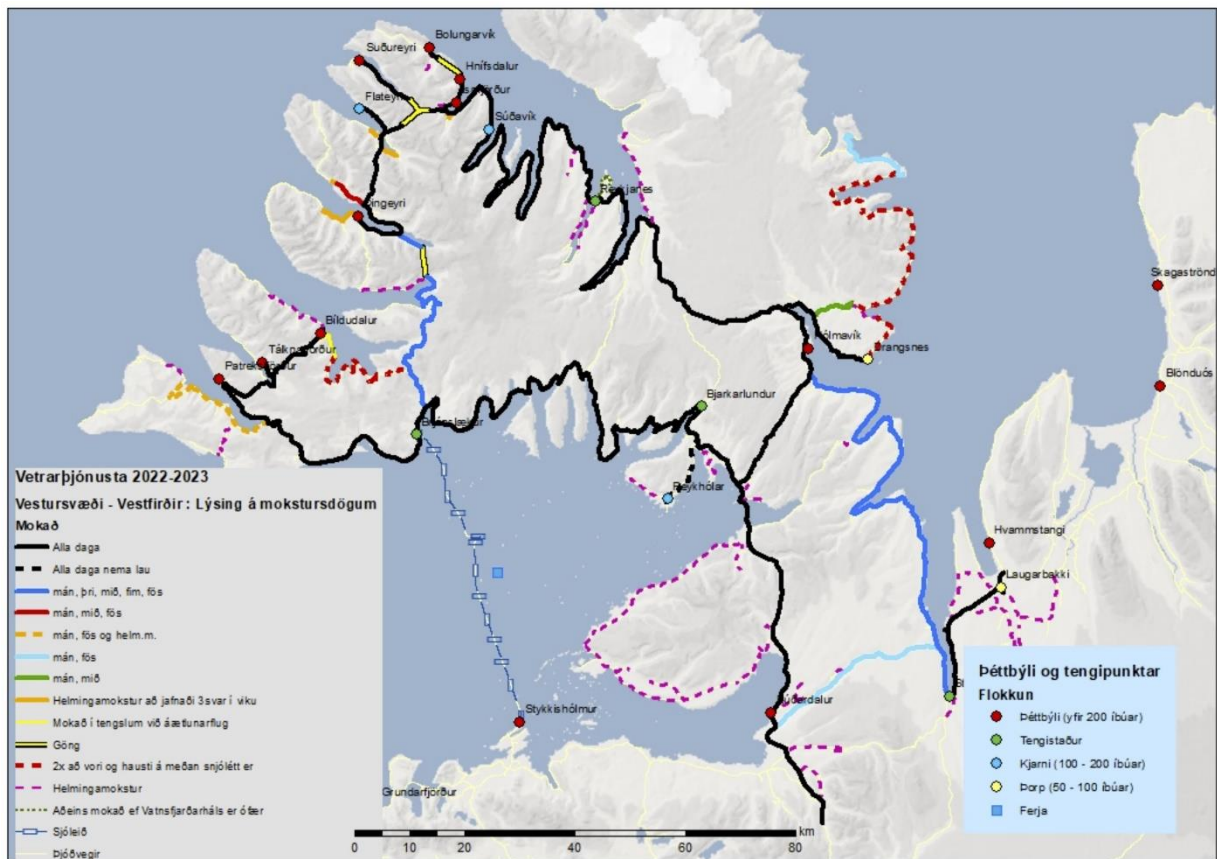 Bolungarvík
Suðureyri
Hnífsdalur
Flateyri
Súðavík
Reykjanes
Skagaströnd
Bíldudalur
Hólmavík
Drangsnes
Blönduós
Bjarkarlundur
Reykhólar
Hvammstangi
Laugarbakki
Búðardalur
Stykkishólmur
Grundarfjörður
Vetrarþjónusta 2022-2023
Vestursvæði - Vestfirðir : Lýsing á mokstursdögum
Mokað
Alla daga
Alla daga nema lau
mán, þri, mið, fim, fös
mán, mið, fös
mán, fös og helm.m.
mán, fös
mán, mið
Helmingamokstur að jafnaði 3svar í viku
Mokað í tengslum við áætlunarflug
Göng
2x að vori og hausti á meðan snjólétt er
Helmingamokstur
Aðeins mokað ef Vatnsfjarðarháls er ófær
Sjóleið
Þjóðvegir
Þéttbýli og tengipunktar
Flokkun
Þéttbýli (yfir 200 íbúar)
Tengistaður
Kjarni (100 - 200 íbúar)
Þorp (50 - 100 íbúar)
Ferja
km
0 10 20 40 60 80